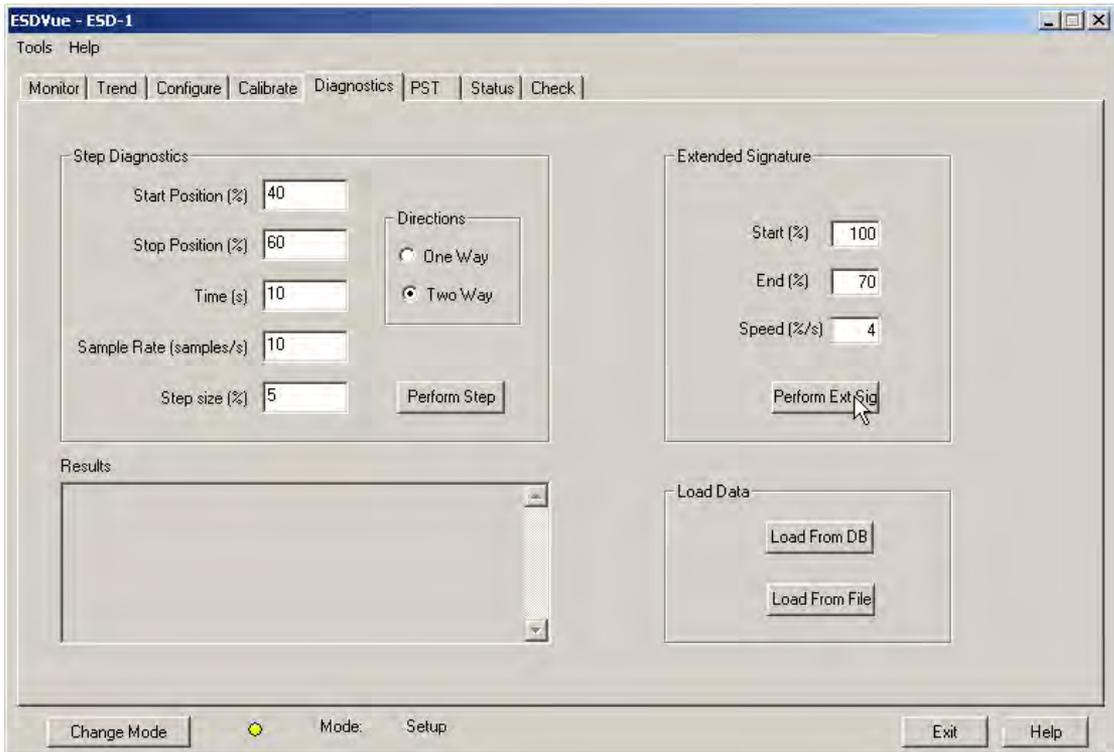 ESDVue - ESD-1
Tools Help
Monitor Trend Configure Calibrate Diagnostics PST Status Check
Step Diagnostics
Start Position (%) 40
Stop Position (%) 60
Time (s) 10
Sample Rate (samples/s) 10
Step size (%) 5
Directions
One Way
Two Way
Perform Step
Extended Signature
Start (%) 100
End (%) 70
Speed (%/s) 4
Perform Ext Sig
Results
Load Data
Load From DB
Load From File
Change Mode Mode: Setup Exit Help